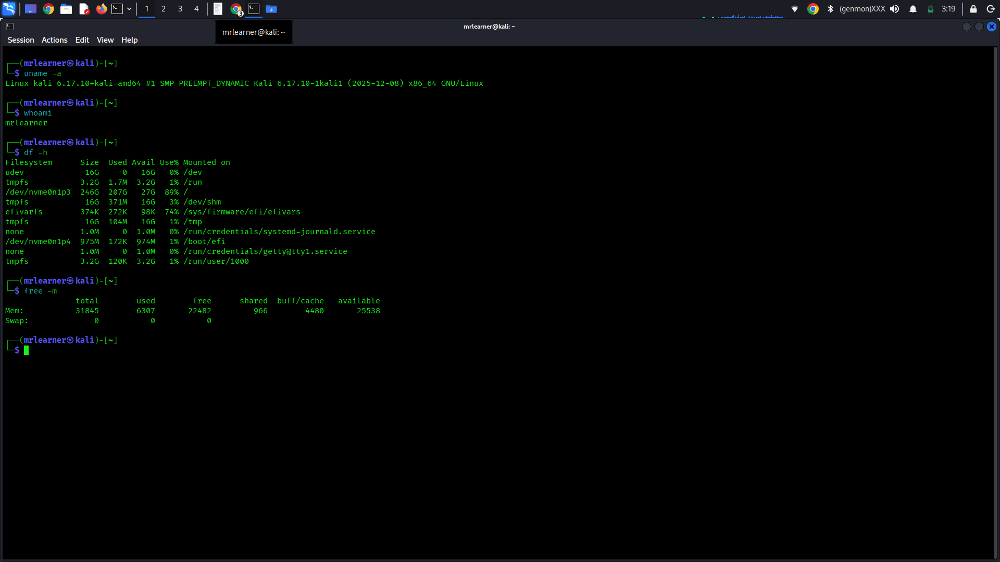 1 2 3 4 3 (genmon)XXX 3:19
mrlearner@kali: ~
mrlearner@kali: ~
Session Actions Edit View Help
┌──(mrlearner㉿kali)-[~]
└─$ uname -a
Linux kali 6.17.10+kali-amd64 #1 SMP PREEMPT_DYNAMIC Kali 6.17.10-1kali1 (2025-12-08) x86_64 GNU/Linux
┌──(mrlearner㉿kali)-[~]
└─$ whoami
mrlearner
┌──(mrlearner㉿kali)-[~]
└─$ df -h
Filesystem      Size  Used Avail Use% Mounted on
udev             16G     0   16G   0% /dev
tmpfs           3.2G  1.7M  3.2G   1% /run
/dev/nvme0n1p3  246G  207G   27G  89% /
tmpfs            16G  371M   16G   3% /dev/shm
efivarfs        374K  272K   98K  74% /sys/firmware/efi/efivars
tmpfs            16G  104M   16G   1% /tmp
none            1.0M     0  1.0M   0% /run/credentials/systemd-journald.service
/dev/nvme0n1p4  975M  172K  974M   1% /boot/efi
none            1.0M     0  1.0M   0% /run/credentials/getty@tty1.service
tmpfs           3.2G  120K  3.2G   1% /run/user/1000
┌──(mrlearner㉿kali)-[~]
└─$ free -m
               total        used        free      shared  buff/cache   available
Mem:           31845        6307       22482         966        4480       25538
Swap:              0           0           0
┌──(mrlearner㉿kali)-[~]
└─$